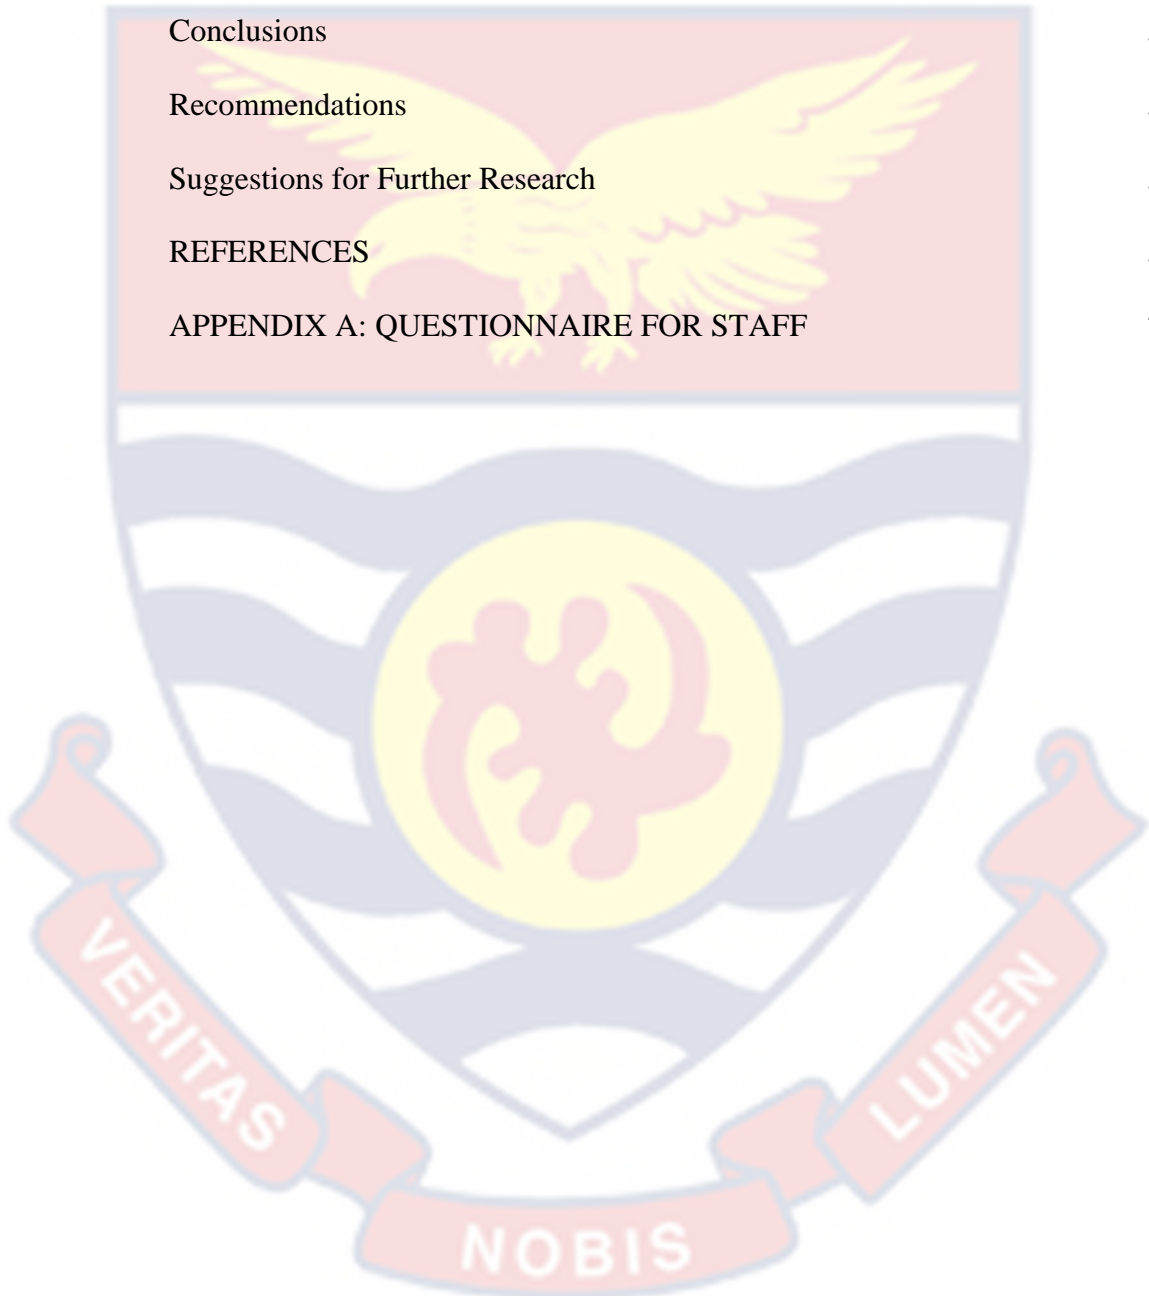 Conclusions
Recommendations
Suggestions for Further Research
REFERENCES
APPENDIX A: QUESTIONNAIRE FOR STAFF
VERITAS
NOBIS
LUMEN